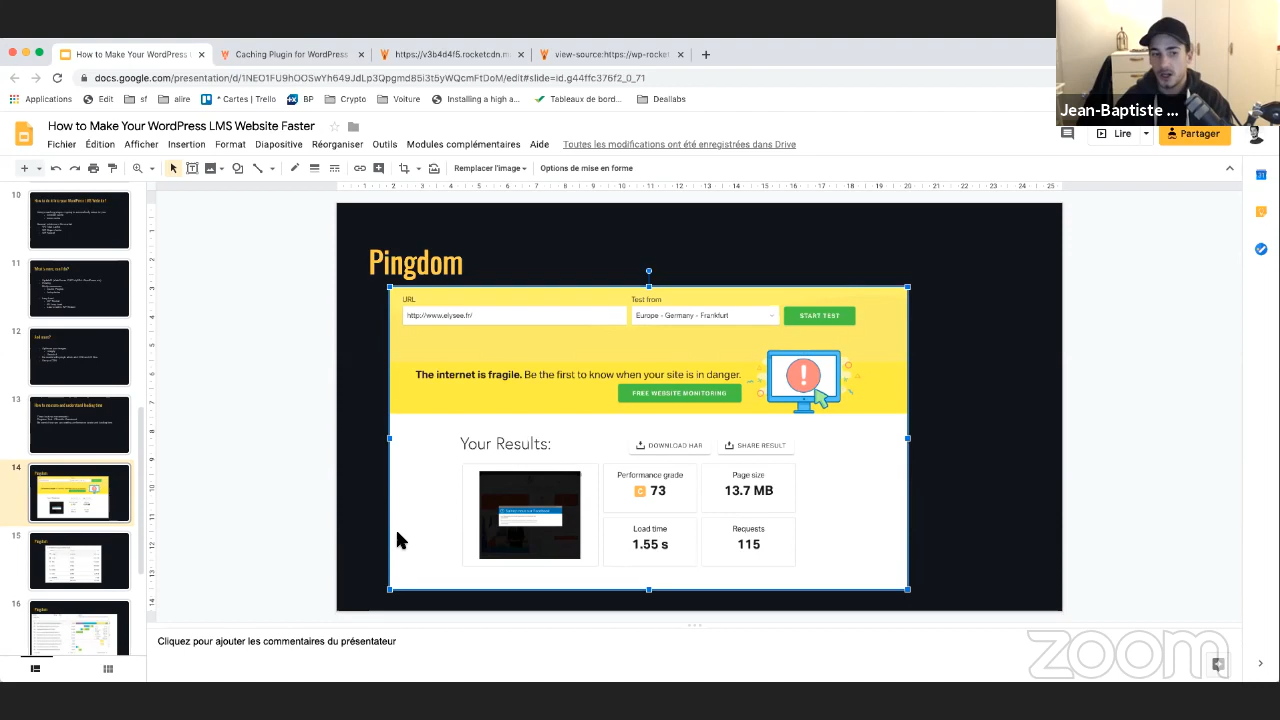 How to Make Your WordPress
Caching Plugin for WordPress
https://v3b4d4f5.rocketcdn.m
view-source:https://wp-rocke
docs.google.com/presentation/d/1NEO1FU9hOOSwYh649JdLp3QpgmdB5i3t5yWQcmFtDoM/edit#slide=id.g44ffc376f2_0_71
Applications
Edit
sf
alire
* Cartes | Trello
BP
Crypto
Voiture
Installing a high a...
Tableaux de bord...
Deallabs
Jean-Baptiste ...
How to Make Your WordPress LMS Website Faster
Lire
Partager
Fichier Édition Afficher Insertion Format Diapositive Réorganiser Outils Modules complémentaires Aide
Toutes les modifications ont été enregistrées dans Drive
Remplacer l'image
Options de mise en forme
10
11
12
13
14
15
16
Pingdom
URL
Test from
http://www.elysee.fr/
Europe - Germany - Frankfurt
START TEST
The internet is fragile. Be the first to know when your site is in danger.
FREE WEBSITE MONITORING
Your Results:
DOWNLOAD HAR
SHARE RESULT
Performance grade
C 73
Page size
13.7 MB
Load time
1.55 s
Requests
115
Cliquez pour ajouter les commentaires du présentateur
zoom